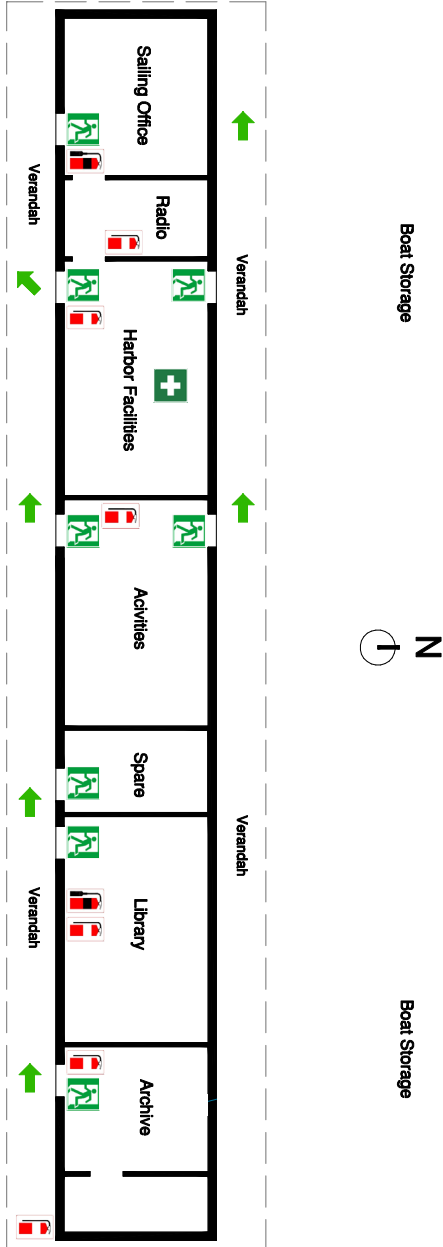 Sailing Office
Radio
Harbor Facilities
Acivities
Spare
Library
Archive
Verandah
Verandah
Verandah
Verandah
Boat Storage
Boat Storage
N